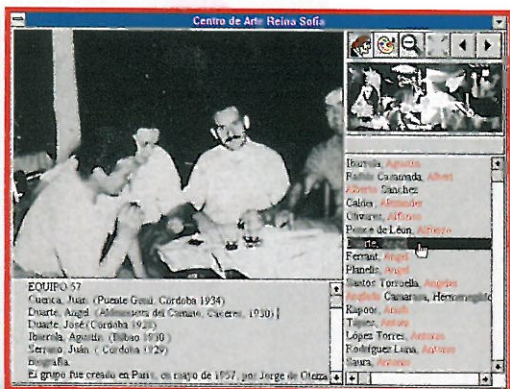 Centro de Arte Reina Sofía
EQUIPO 57
Cuenca, Juan. (Puente Genil, Córdoba 1934)
Duarte, Angel. (Aldeanueva del Camino, Cáceres, 1930)
Duarte, José (Córdoba 1928)
Ibarrola, Agustín. (Bilbao 1930)
Serrano, Juan. (Córdoba 1929)
Biografía.
El grupo fue creado en París, en mayo de 1957, por Jorge de Oteiza
Ibarrola, Agustín
Casamada, Albert
Alberto Sánchez
Calder, Alexander
Olivares, Alfonso
Ponce de León, Alfonso
Duarte, Angel
Ferrant, Angel
Planells, Angel
Santos Torroella, Angeles
Anglada Camarasa, Hermenegildo
Kapoor, Anish
Tàpies, Antoni
López Torres, Antonio
Rodríguez Luna, Antonio
Saura, Antonio